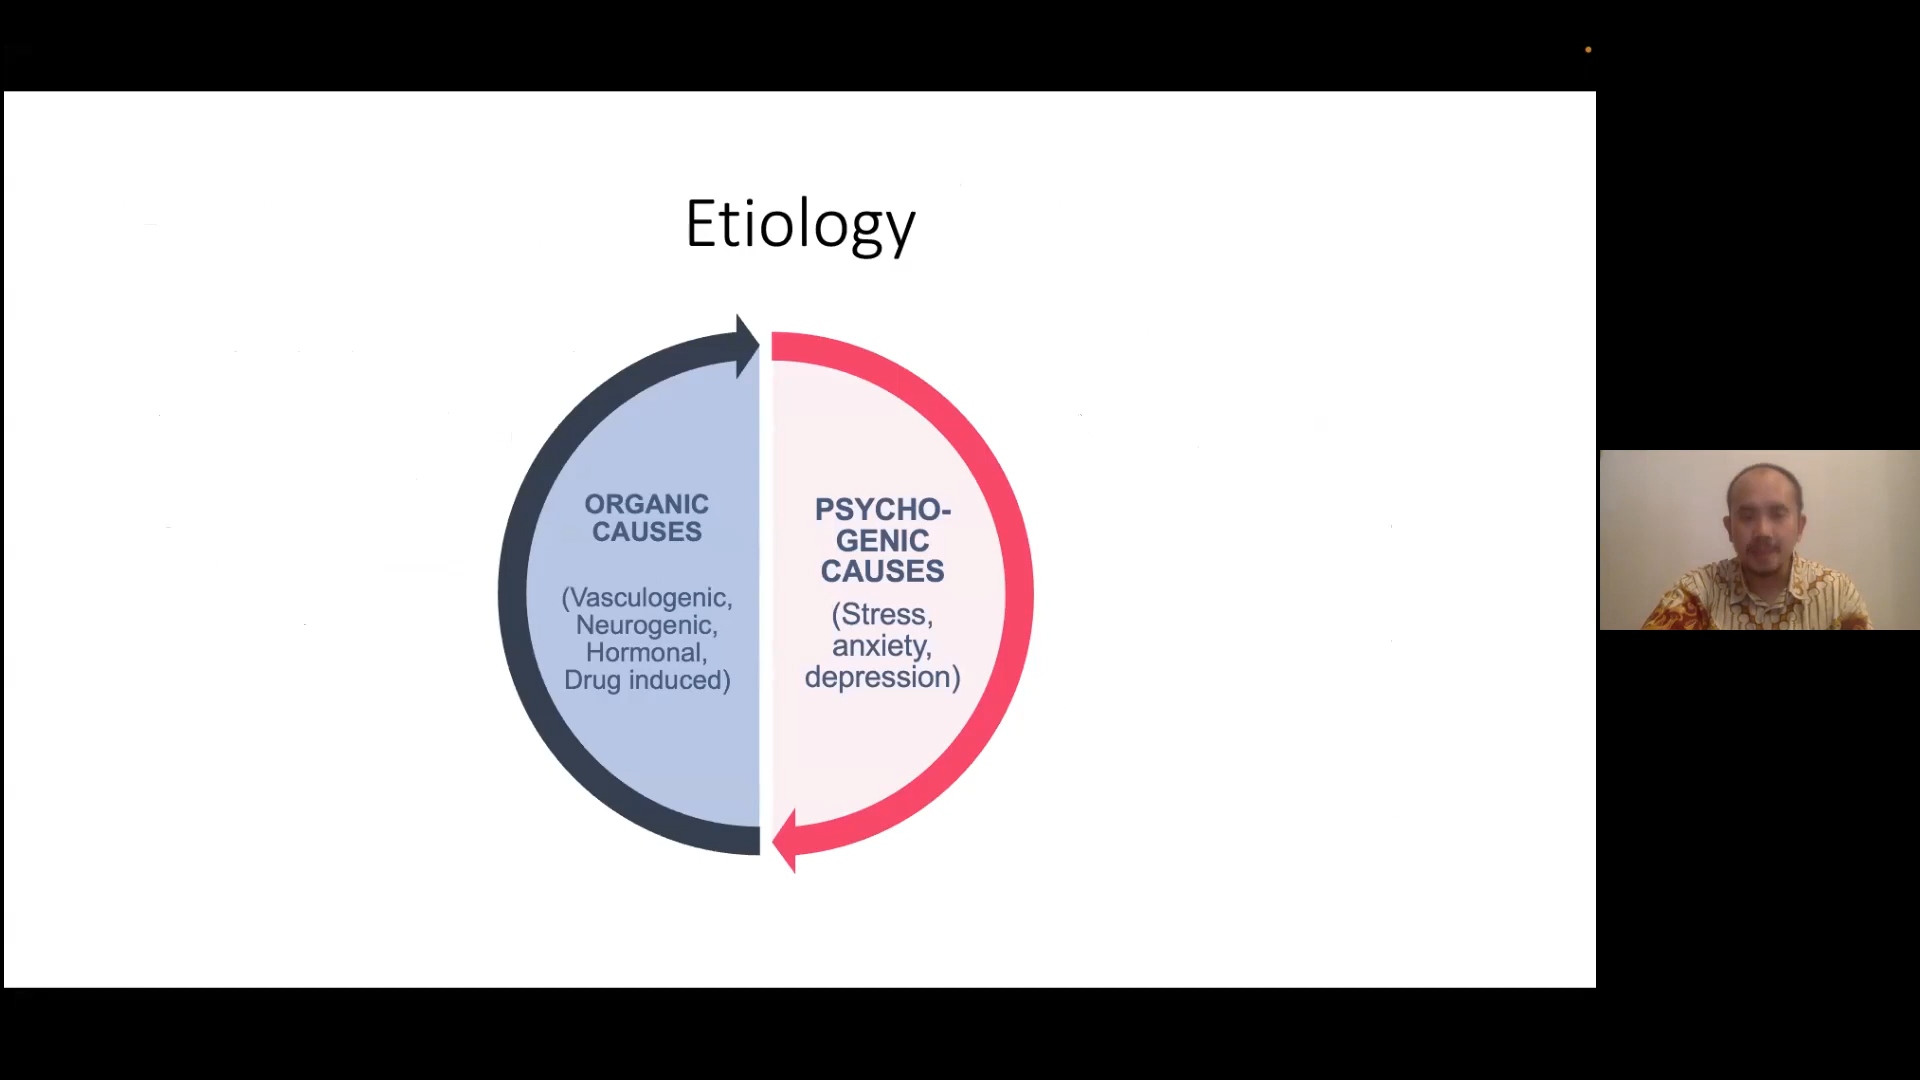 Etiology
ORGANIC
CAUSES
(Vasculogenic,
Neurogenic,
Hormonal,
Drug induced)
PSYCHO-
GENIC
CAUSES
(Stress,
anxiety,
depression)